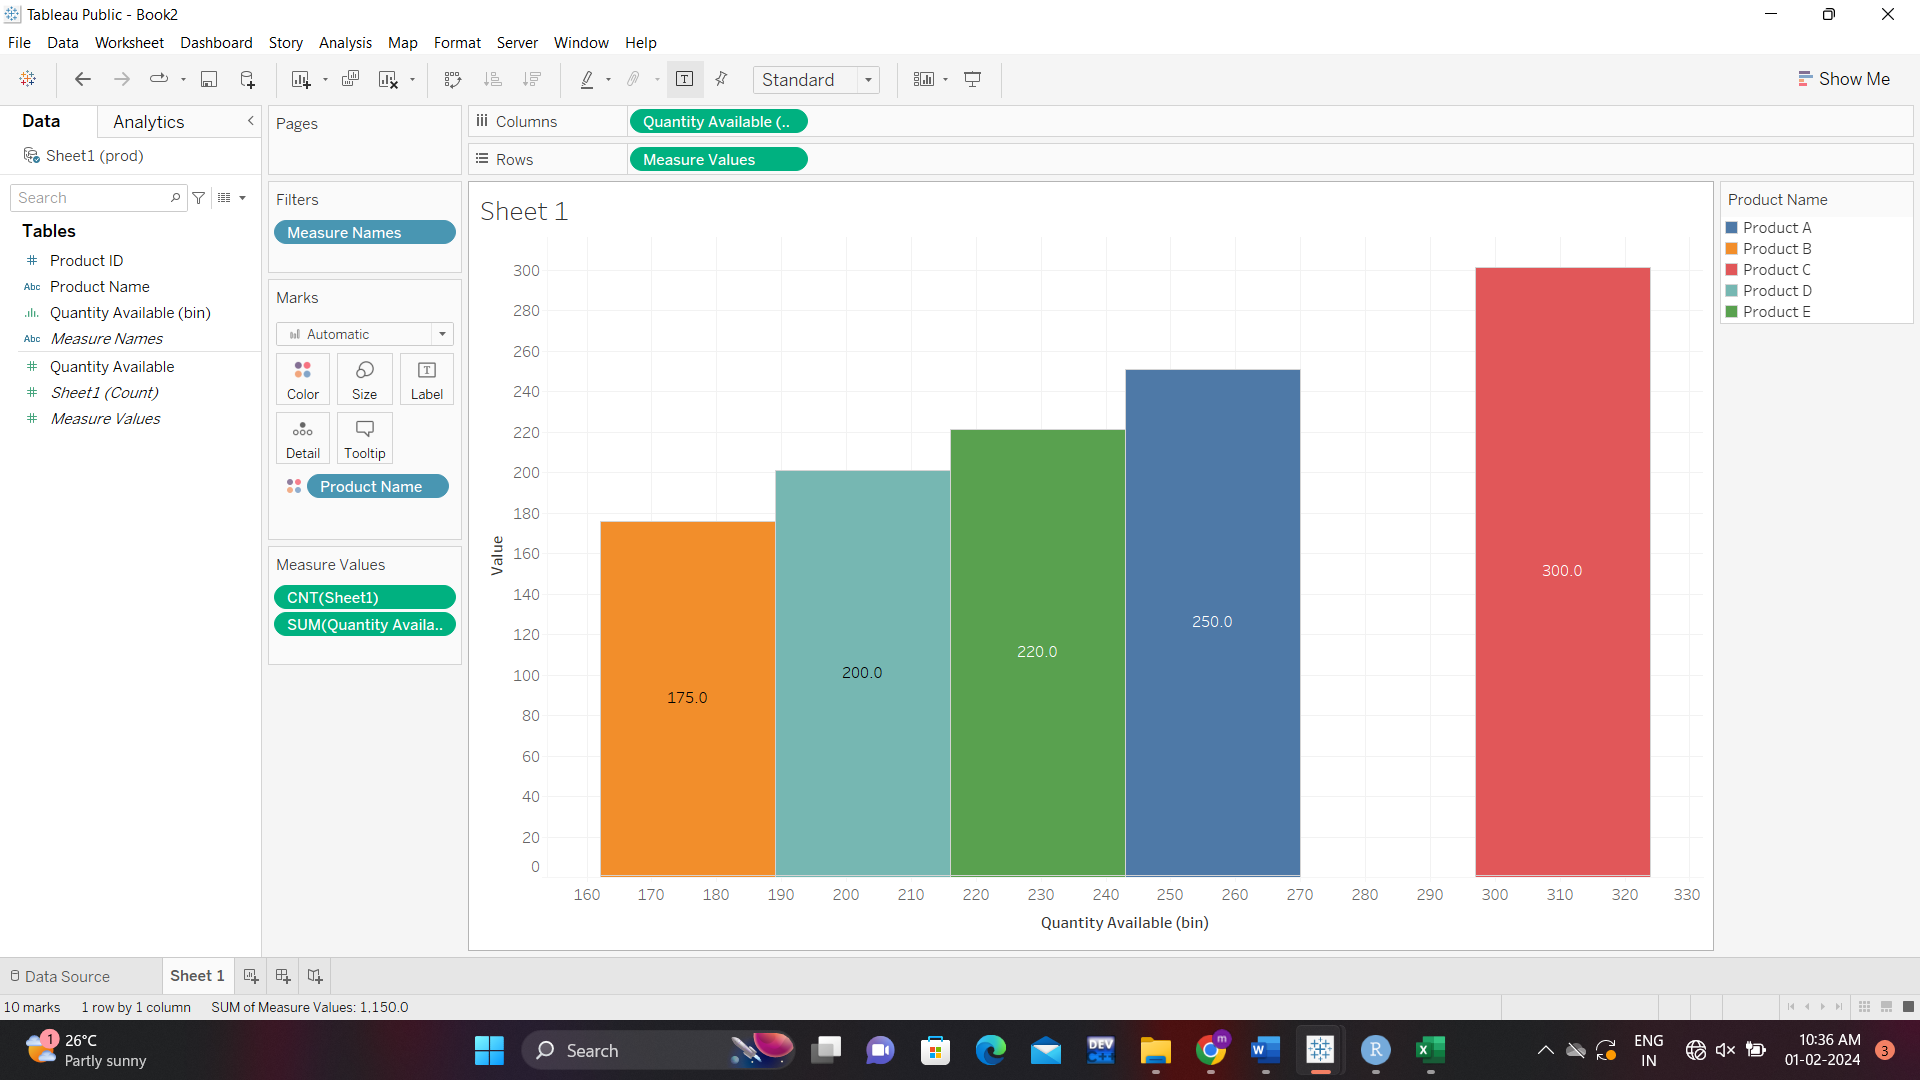 Tableau Public - Book2
File Data Worksheet Dashboard Story Analysis Map Format Server Window Help
Standard
Show Me
Data Analytics
Sheet1 (prod)
Search
Tables
Product ID
Abc Product Name
Quantity Available (bin)
Abc Measure Names
Quantity Available
Sheet1 (Count)
Measure Values
Pages
Filters
Measure Names
Marks
Automatic
Color Size Label
Detail Tooltip
Product Name
Measure Values
CNT(Sheet1)
SUM(Quantity Availa..
Columns Quantity Available (..
Rows Measure Values
Sheet 1
300
280
260
240
220
200
180
160
140
120
100
80
60
40
20
0
Value
175.0
200.0
220.0
250.0
300.0
160 170 180 190 200 210 220 230 240 250 260 270 280 290 300 310 320 330
Quantity Available (bin)
Product Name
Product A
Product B
Product C
Product D
Product E
Data Source Sheet 1
10 marks 1 row by 1 column SUM of Measure Values: 1,150.0
1
26°C
Partly sunny
Search
DEV
m
W
R
X
ENG
IN
10:36 AM
01-02-2024
3